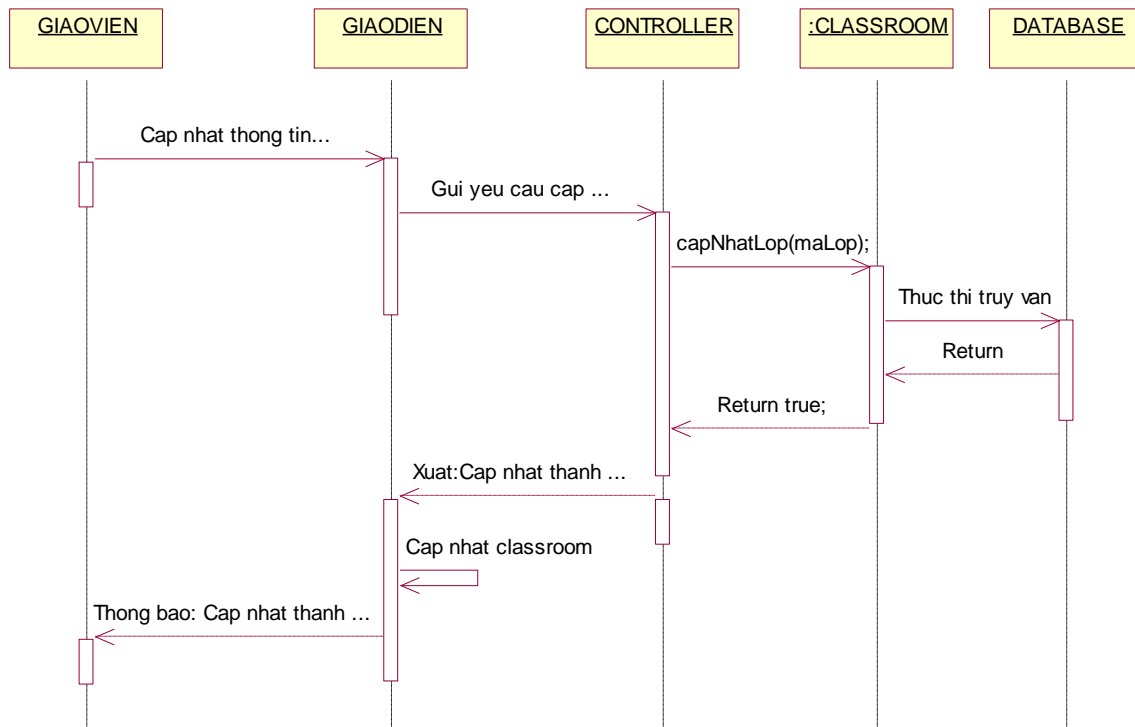 GIAOVIEN
GIAODIEN
CONTROLLER
:CLASSROOM
DATABASE
Cap nhat thong tin...
Gui yeu cau cap ...
capNhatLop(maLop);
Thuc thi truy van
Return
Return true;
Xuat:Cap nhat thanh ...
Cap nhat classroom
Thong bao: Cap nhat thanh ...